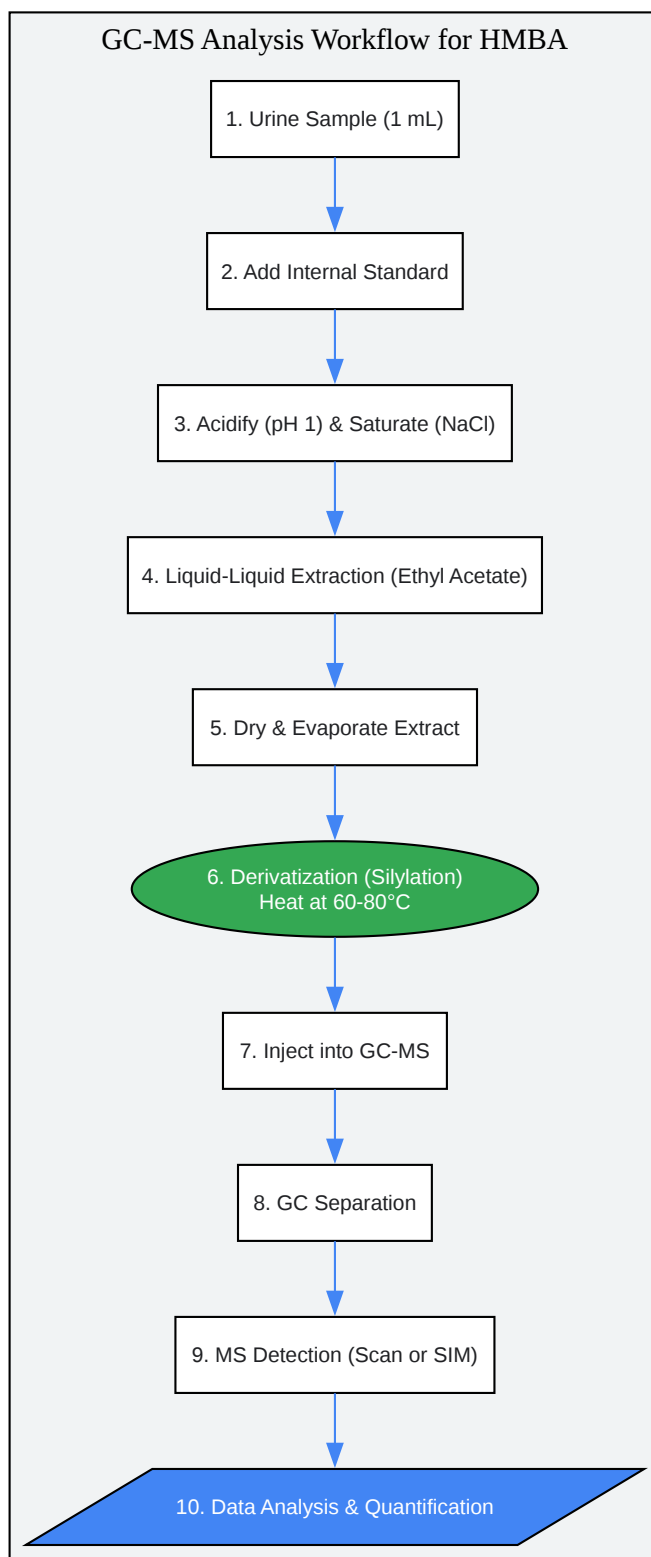 GC-MS Analysis Workflow for HMBA
1. Urine Sample (1 mL)
2. Add Internal Standard
3. Acidify (pH 1) & Saturate (NaCl)
4. Liquid-Liquid Extraction (Ethyl Acetate)
5. Dry & Evaporate Extract
6. Derivatization (Silylation)
Heat at 60-80°C
7. Inject into GC-MS
8. GC Separation
9. MS Detection (Scan or SIM)
10. Data Analysis & Quantification